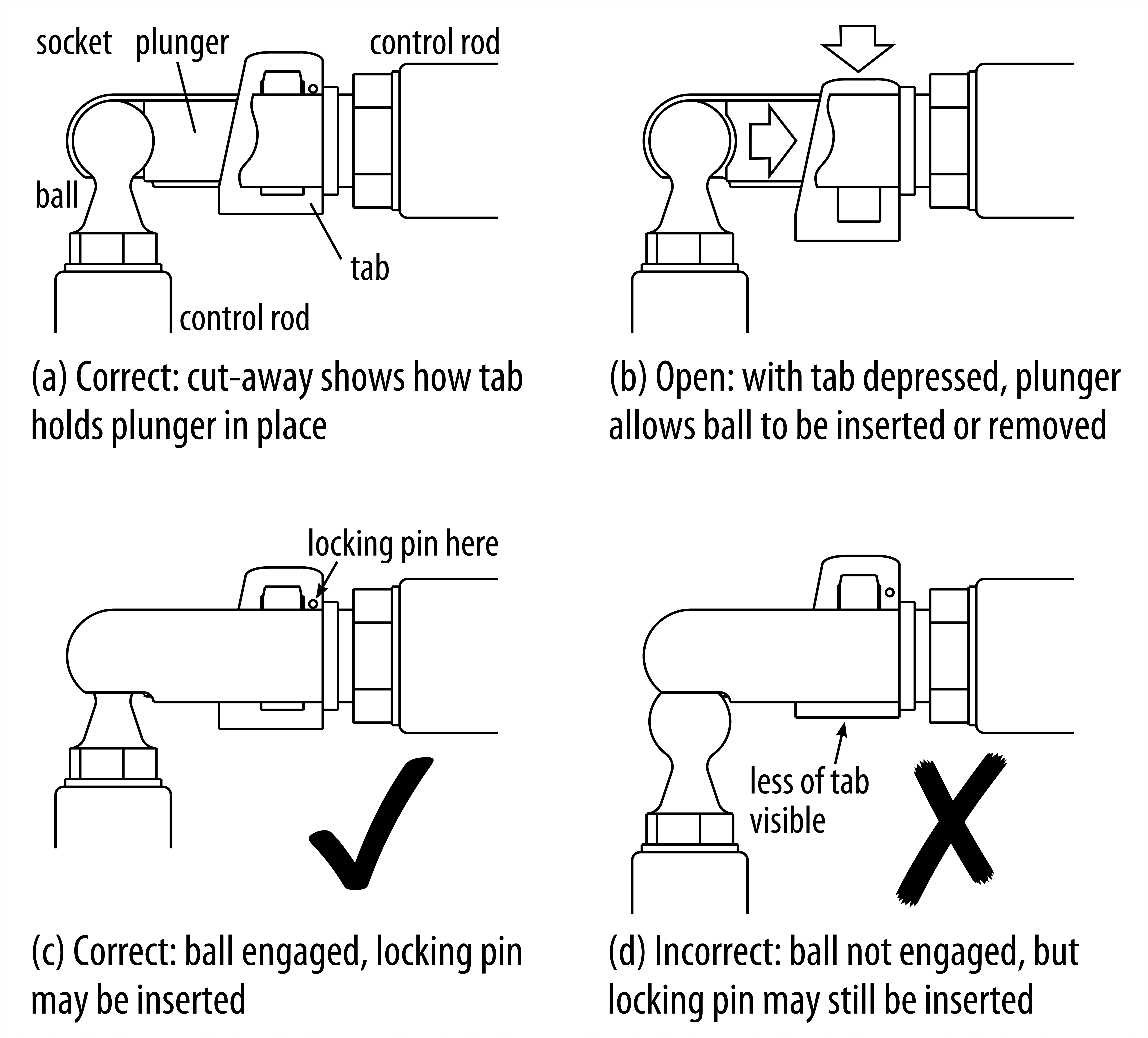 socket plunger control rod
ball
tab
control rod
(a) Correct: cut-away shows how tab
holds plunger in place
(b) Open: with tab depressed, plunger
allows ball to be inserted or removed
locking pin here
(c) Correct: ball engaged, locking pin
may be inserted
less of tab
visible
(d) Incorrect: ball not engaged, but
locking pin may still be inserted